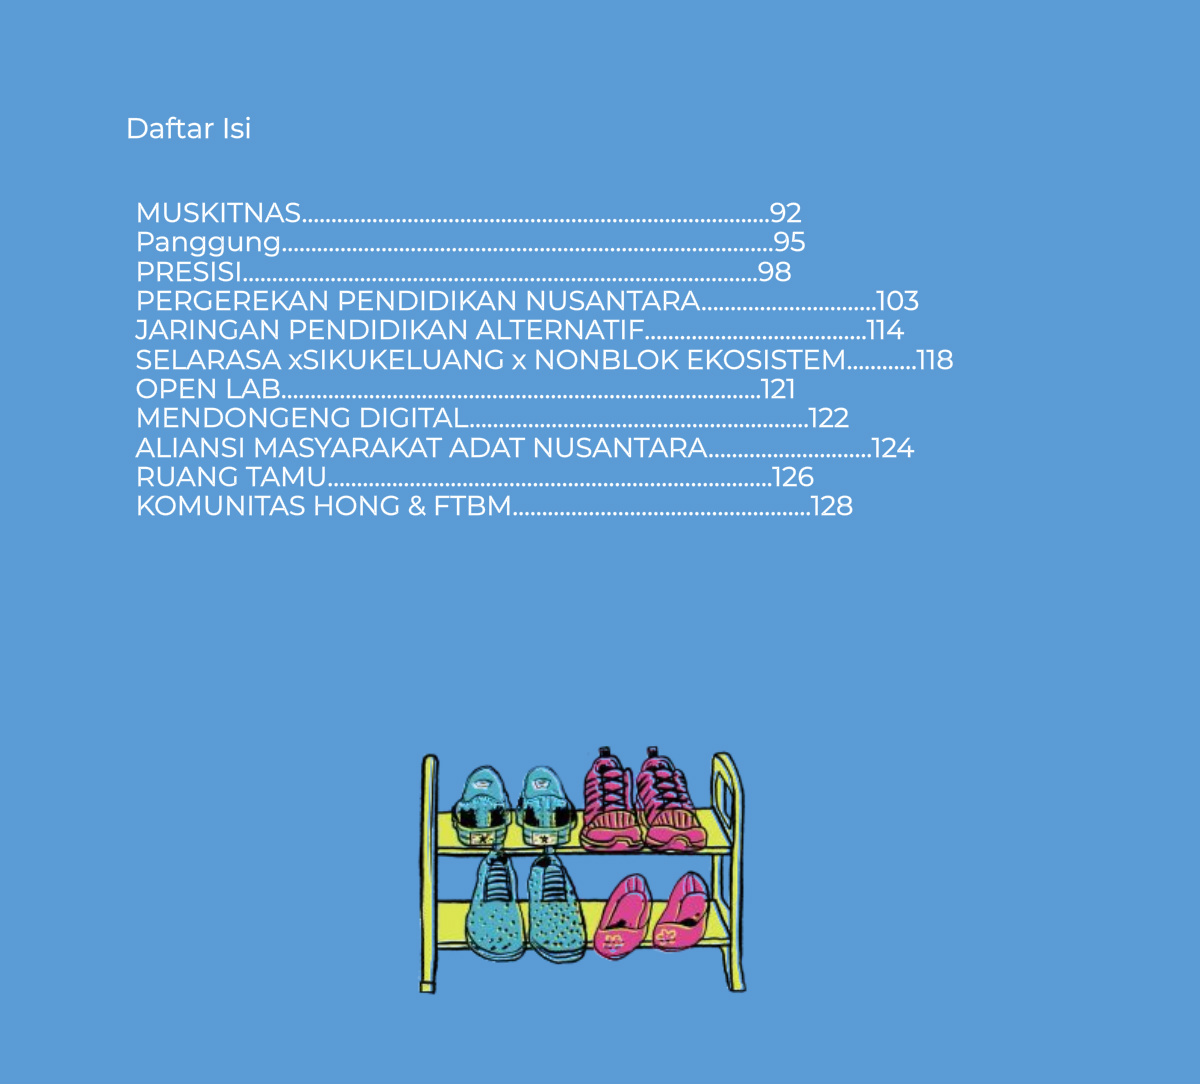 Daftar Isi
MUSKITNAS................................................................................92
Panggung....................................................................................95
PRESISI........................................................................................98
PERGEREKAN PENDIDIKAN NUSANTARA..............................103
JARINGAN PENDIDIKAN ALTERNATIF......................................114
SELARASA xSIKUKELUANG x NONBLOK EKOSISTEM............118
OPEN LAB..................................................................................121
MENDONGENG DIGITAL..........................................................122
ALIANSI MASYARAKAT ADAT NUSANTARA............................124
RUANG TAMU............................................................................126
KOMUNITAS HONG & FTBM...................................................128